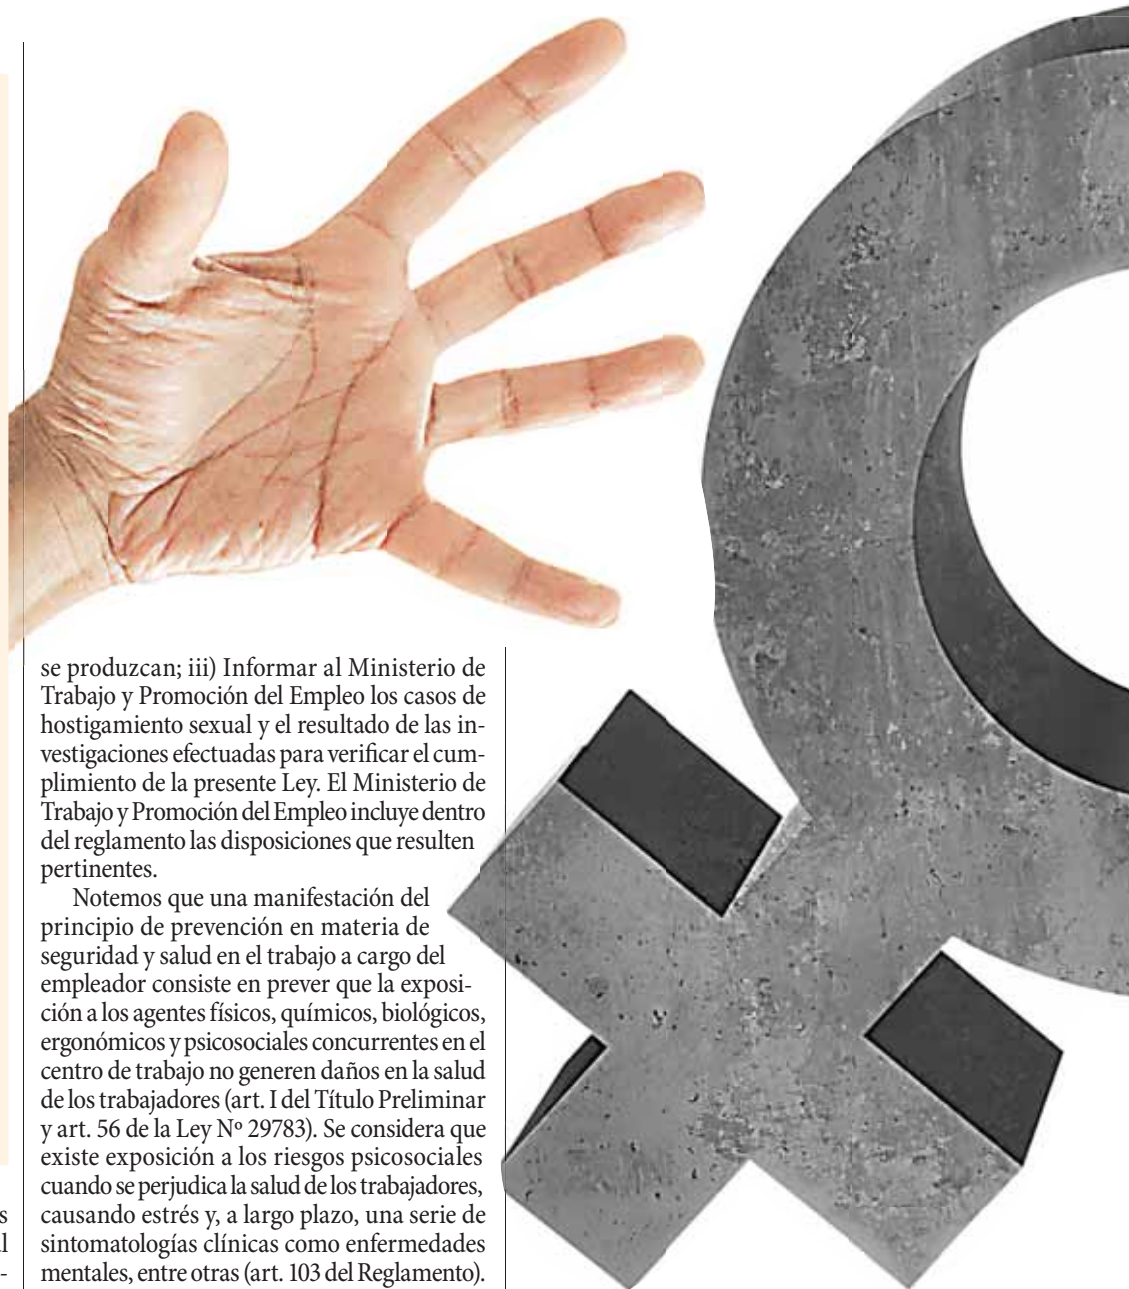 se produzcan; iii) Informar al Ministerio de
Trabajo y Promoción del Empleo los casos de
hostigamiento sexual y el resultado de las in-
vestigaciones efectuadas para verificar el cum-
plimiento de la presente Ley. El Ministerio de
Trabajo y Promoción del Empleo incluye dentro
del reglamento las disposiciones que resulten
pertinentes.
Notemos que una manifestación del
principio de prevención en materia de
seguridad y salud en el trabajo a cargo del
empleador consiste en prever que la exposi-
ción a los agentes físicos, químicos, biológicos,
ergonómicos y psicosociales concurrentes en el
centro de trabajo no generen daños en la salud
de los trabajadores (art. I del Título Preliminar
y art. 56 de la Ley Nº 29783). Se considera que
existe exposición a los riesgos psicosociales
cuando se perjudica la salud de los trabajadores,
causando estrés y, a largo plazo, una serie de
sintomatologías clínicas como enfermedades
mentales, entre otras (art. 103 del Reglamento).